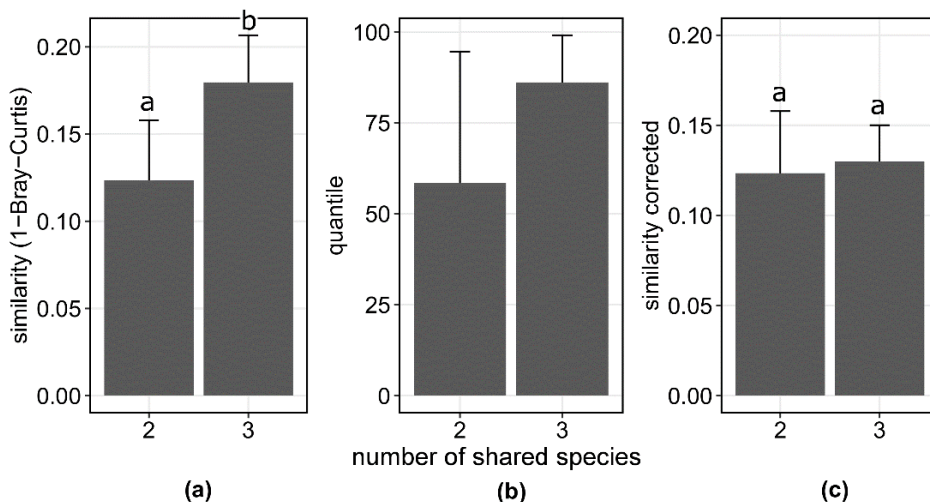 similarity (1−Bray−Curtis)
0.20
0.15
0.10
0.05
0.00
a
b
2
3
quantile
100
75
50
25
0
2
3
similarity corrected
0.20
0.15
0.10
0.05
0.00
a
a
2
3
number of shared species
(a)
(b)
(c)